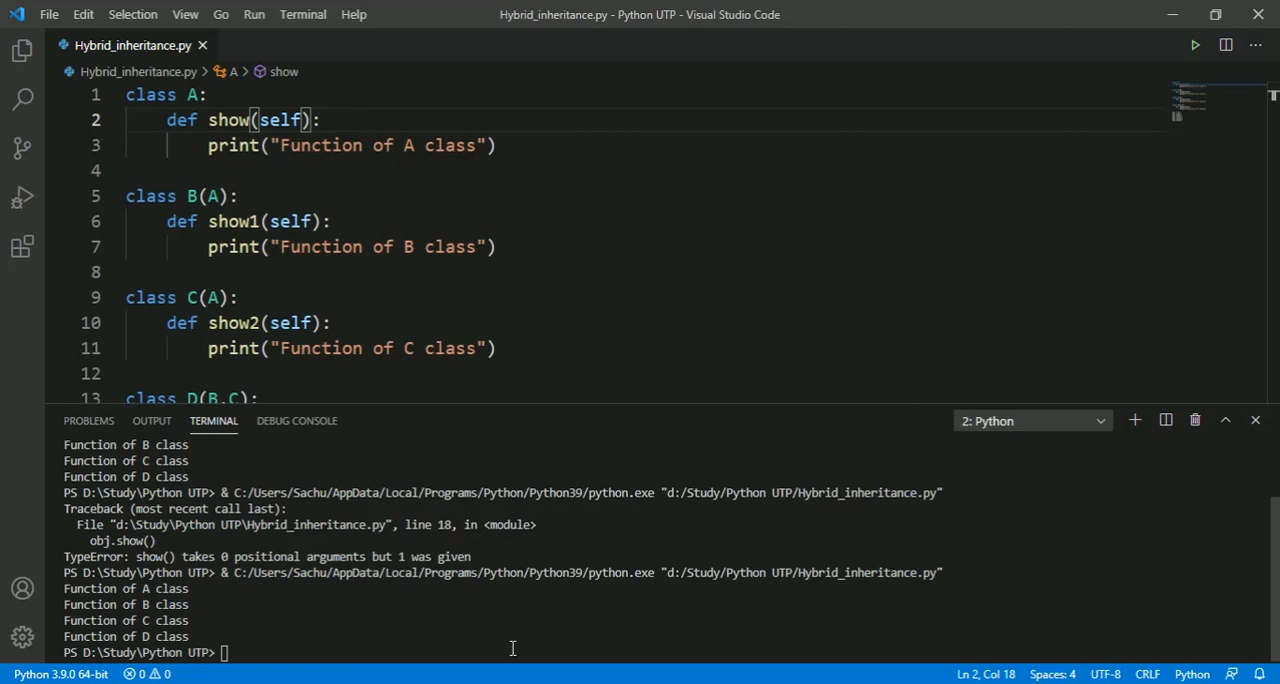 File Edit Selection View Go Run Terminal Help Hybrid_inheritance.py - Python UTP - Visual Studio Code
Hybrid_inheritance.py
Hybrid_inheritance.py > A > show
1 class A:
2 def show(self):
3 print("Function of A class")
4
5 class B(A):
6 def show1(self):
7 print("Function of B class")
8
9 class C(A):
10 def show2(self):
11 print("Function of C class")
12
13 class D(B,C):
PROBLEMS OUTPUT TERMINAL DEBUG CONSOLE 2: Python
Function of B class
Function of C class
Function of D class
PS D:\Study\Python UTP> & C:/Users/Sachu/AppData/Local/Programs/Python/Python39/python.exe "d:/Study/Python UTP/Hybrid_inheritance.py"
Traceback (most recent call last):
File "d:\Study\Python UTP\Hybrid_inheritance.py", line 18, in <module>
obj.show()
TypeError: show() takes 0 positional arguments but 1 was given
PS D:\Study\Python UTP> & C:/Users/Sachu/AppData/Local/Programs/Python/Python39/python.exe "d:/Study/Python UTP/Hybrid_inheritance.py"
Function of A class
Function of B class
Function of C class
Function of D class
PS D:\Study\Python UTP>
Python 3.9.0 64-bit 0 0 Ln 2, Col 18 Spaces: 4 UTF-8 CRLF Python